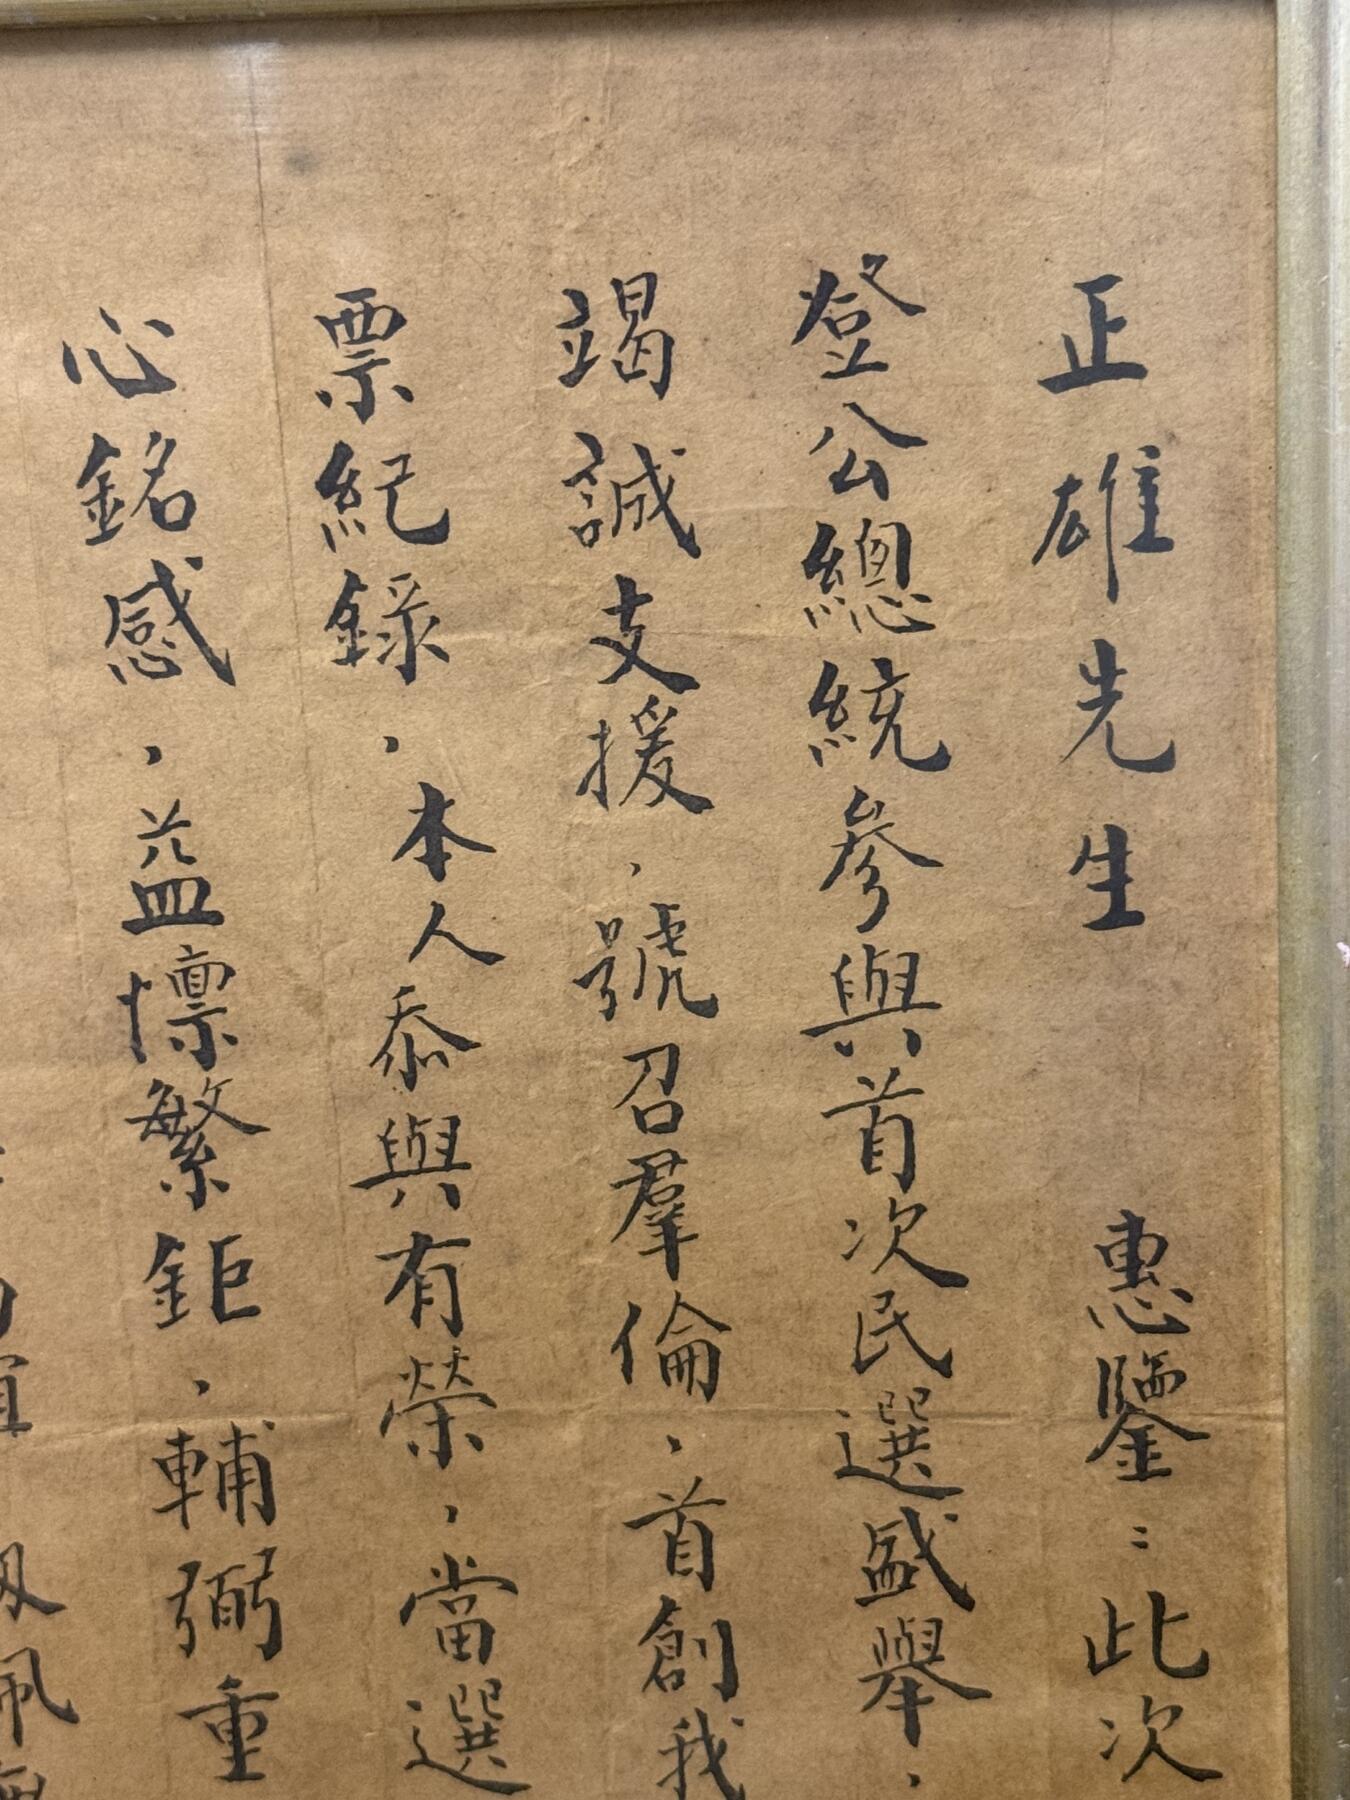 正雄先生　惠鑒：此次
登公總統參與首次民選盛舉，
竭誠支援，號召羣倫，首創我
票紀錄，本人忝與有榮，當選
心銘感，益懍繁鉅，輔弼重
佩